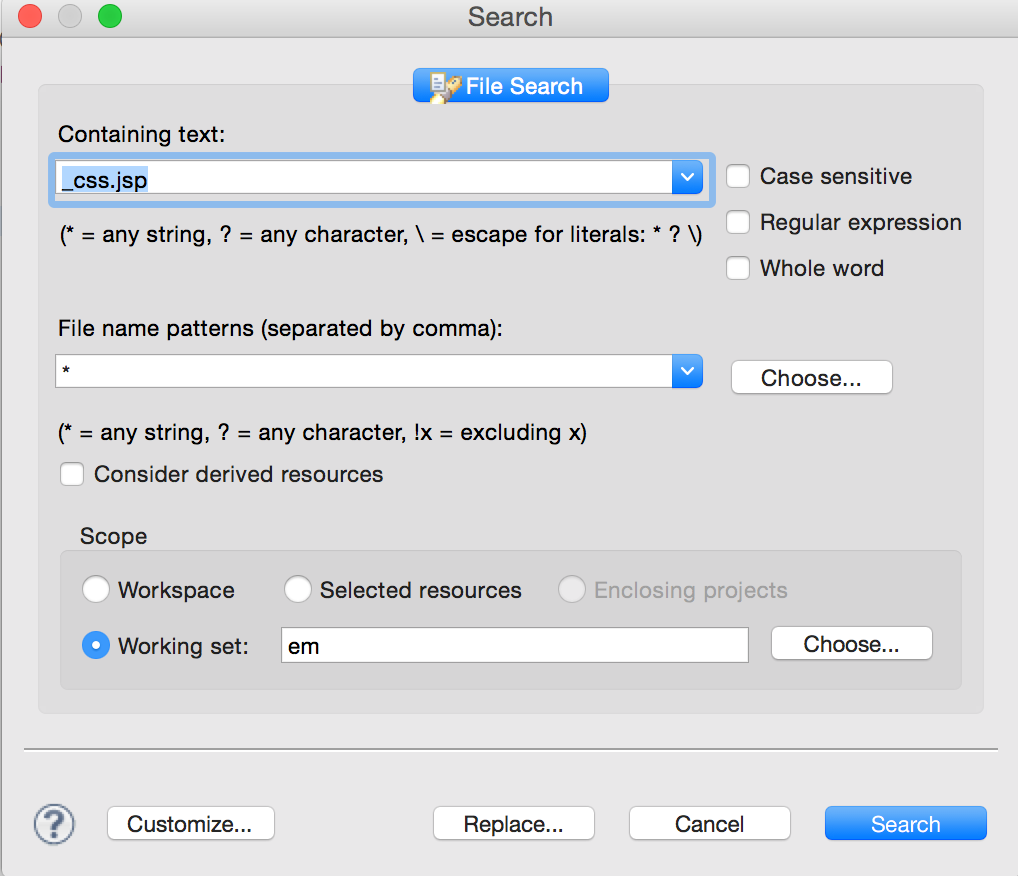 Search
File Search
Containing text:
_css.jsp
Case sensitive
(* = any string, ? = any character, \ = escape for literals: * ? \)
Regular expression
Whole word
File name patterns (separated by comma):
*
Choose...
(* = any string, ? = any character, !x = excluding x)
Consider derived resources
Scope
Workspace Selected resources Enclosing projects
Working set: em Choose...
? Customize... Replace... Cancel Search